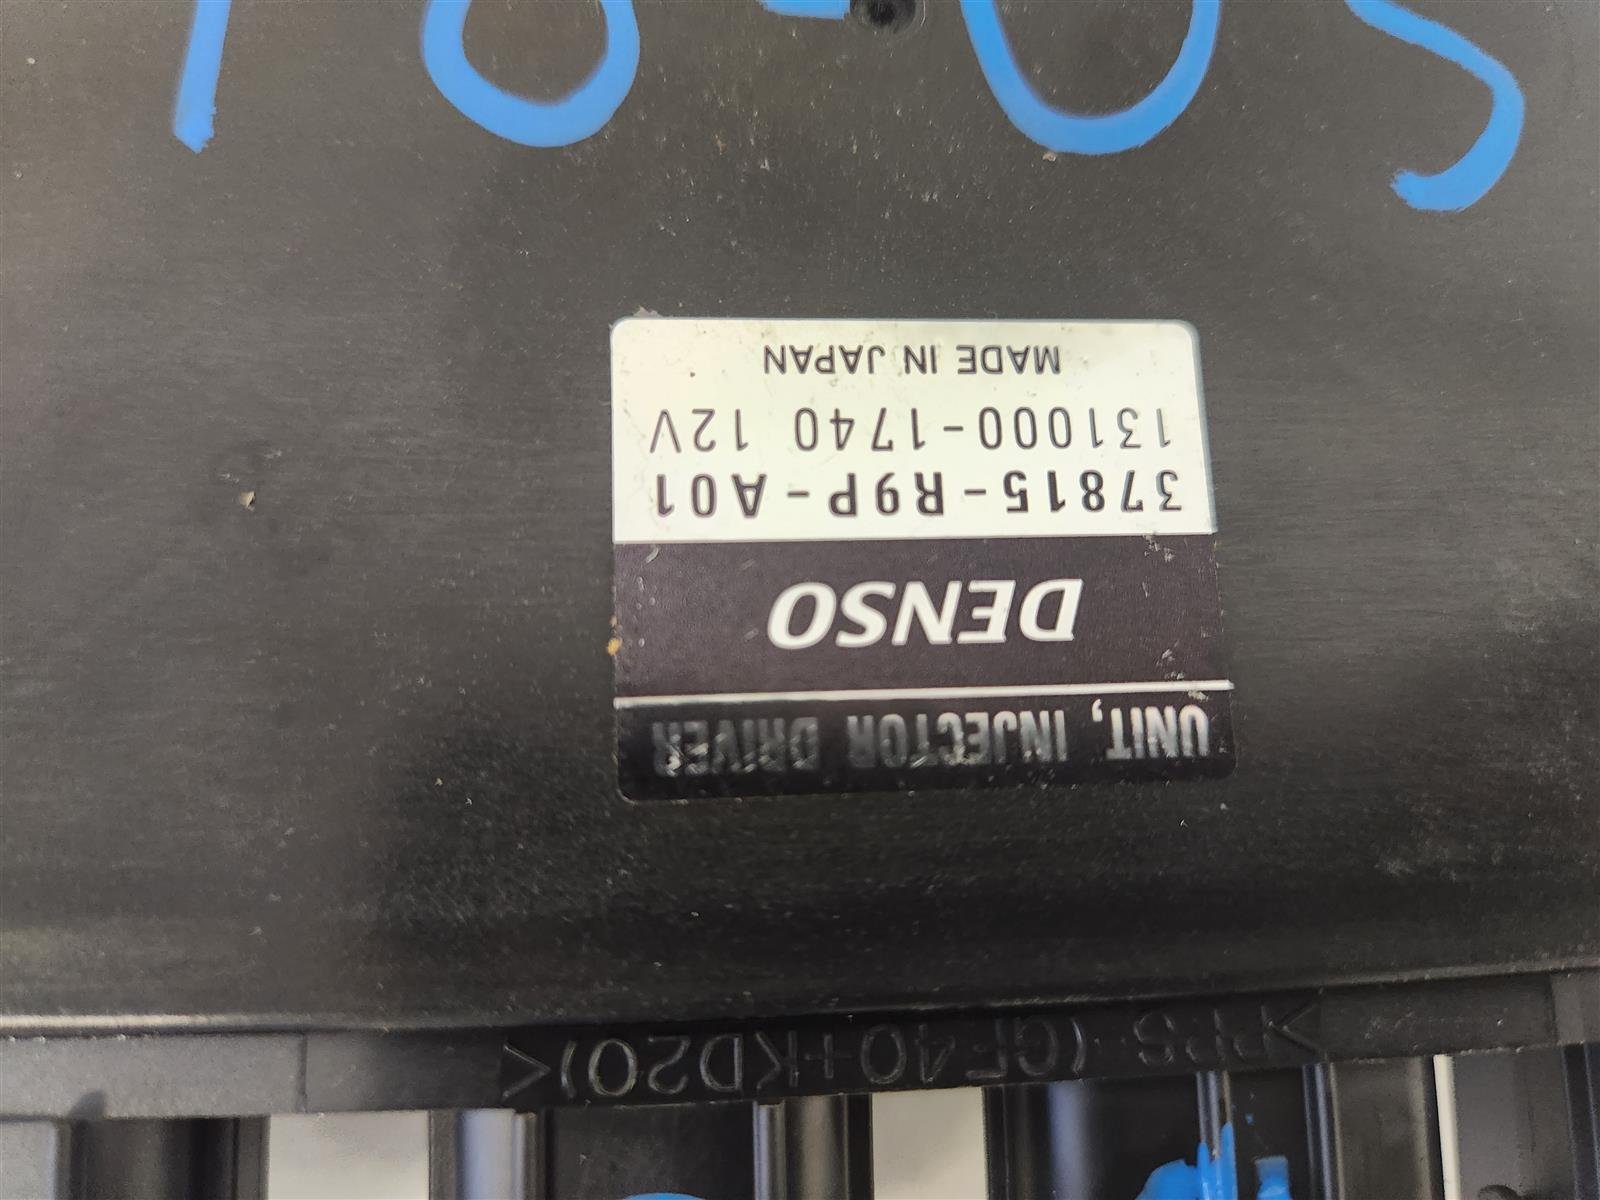 >PPS-(GF40+KD20)<
UNIT, INJECTOR DRIVER
DENSO
37815-R9P-A01
131000-1740 12V
MADE IN JAPAN